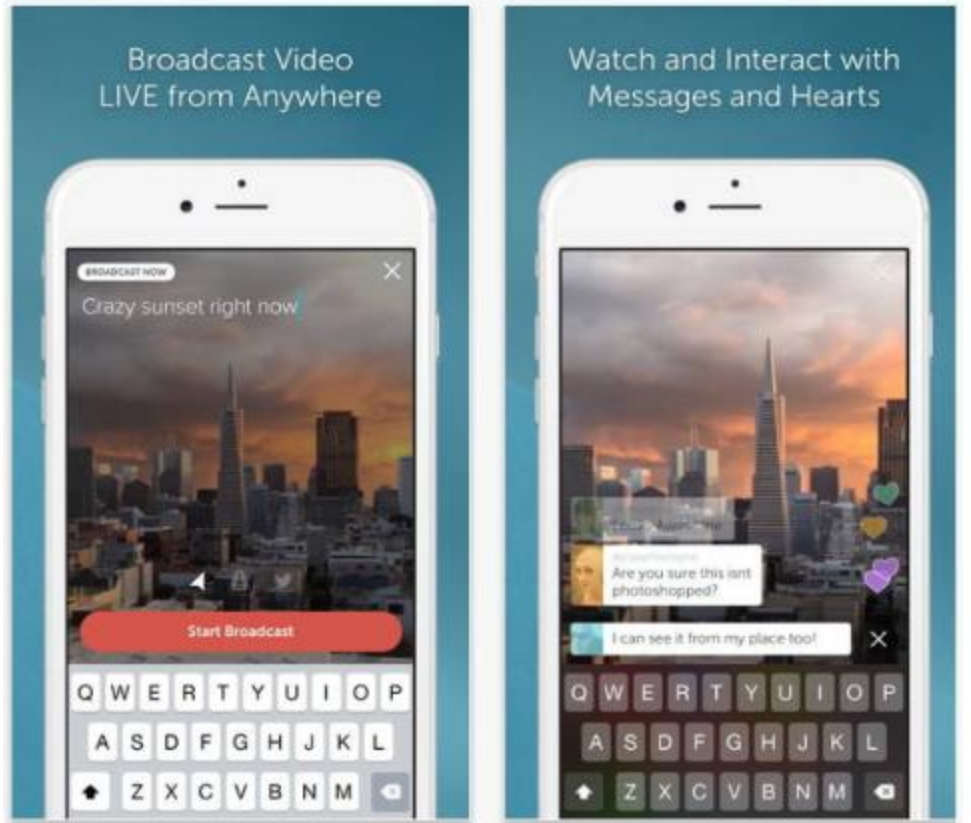 Broadcast Video
LIVE from Anywhere
BROADCAST NOW
Crazy sunset right now
Start Broadcast
Q W E R T Y U I O P
A S D F G H J K L
Z X C V B N M
Watch and Interact with
Messages and Hearts
Are you sure this isnt
photoshopped?
I can see it from my place too!
Q W E R T Y U I O P
A S D F G H J K L
Z X C V B N M